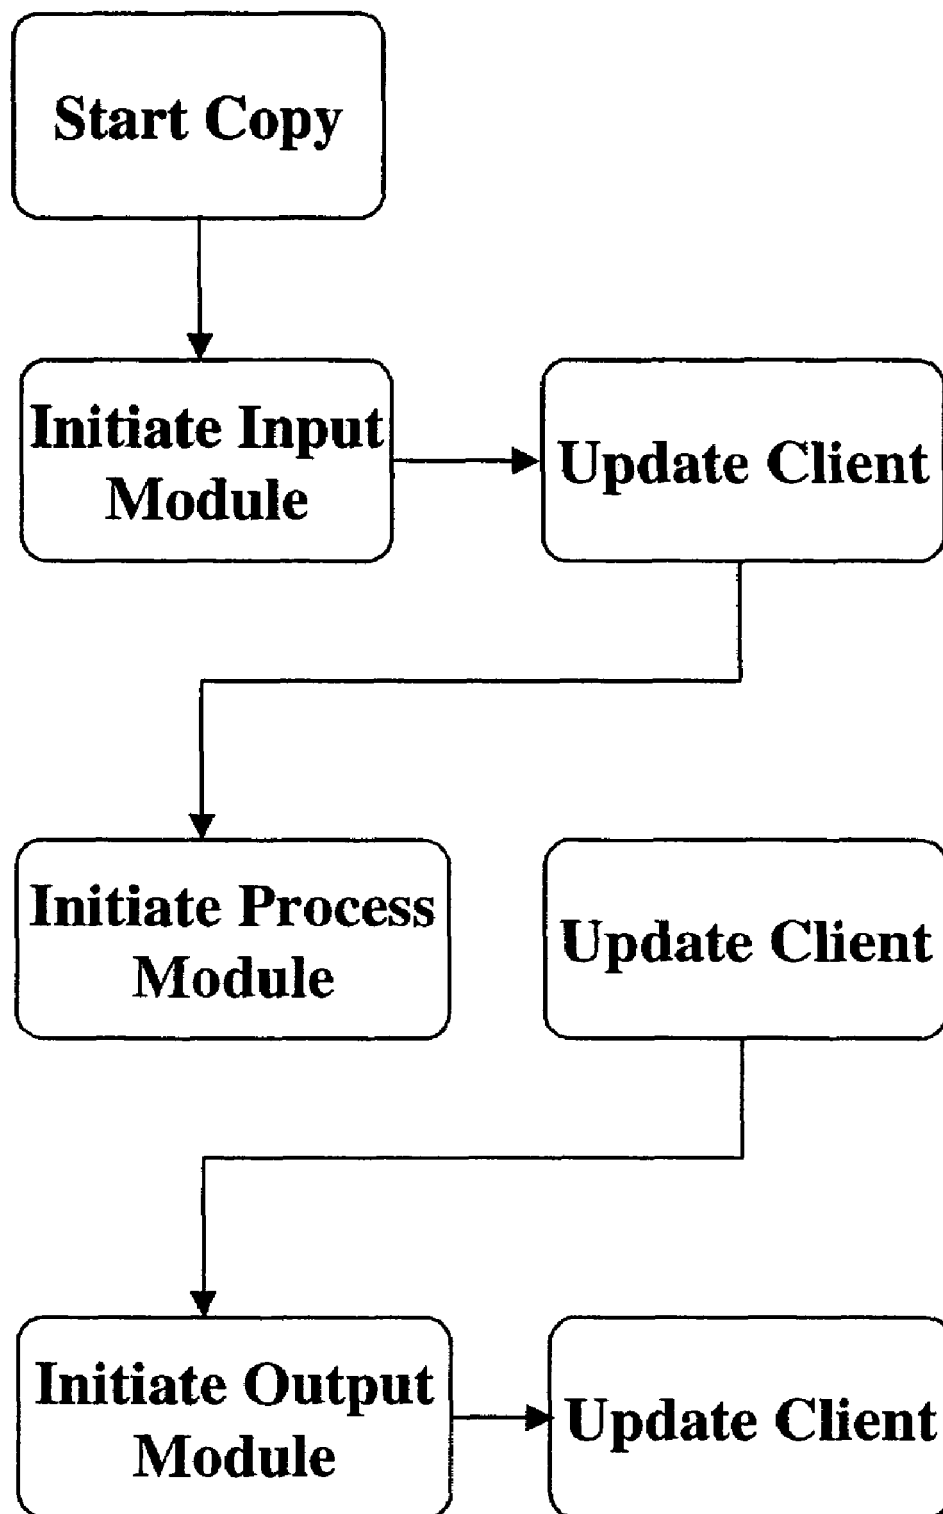 Start Copy
Initiate Input
Module
Update Client
Initiate Process
Module
Update Client
Initiate Output
Module
Update Client